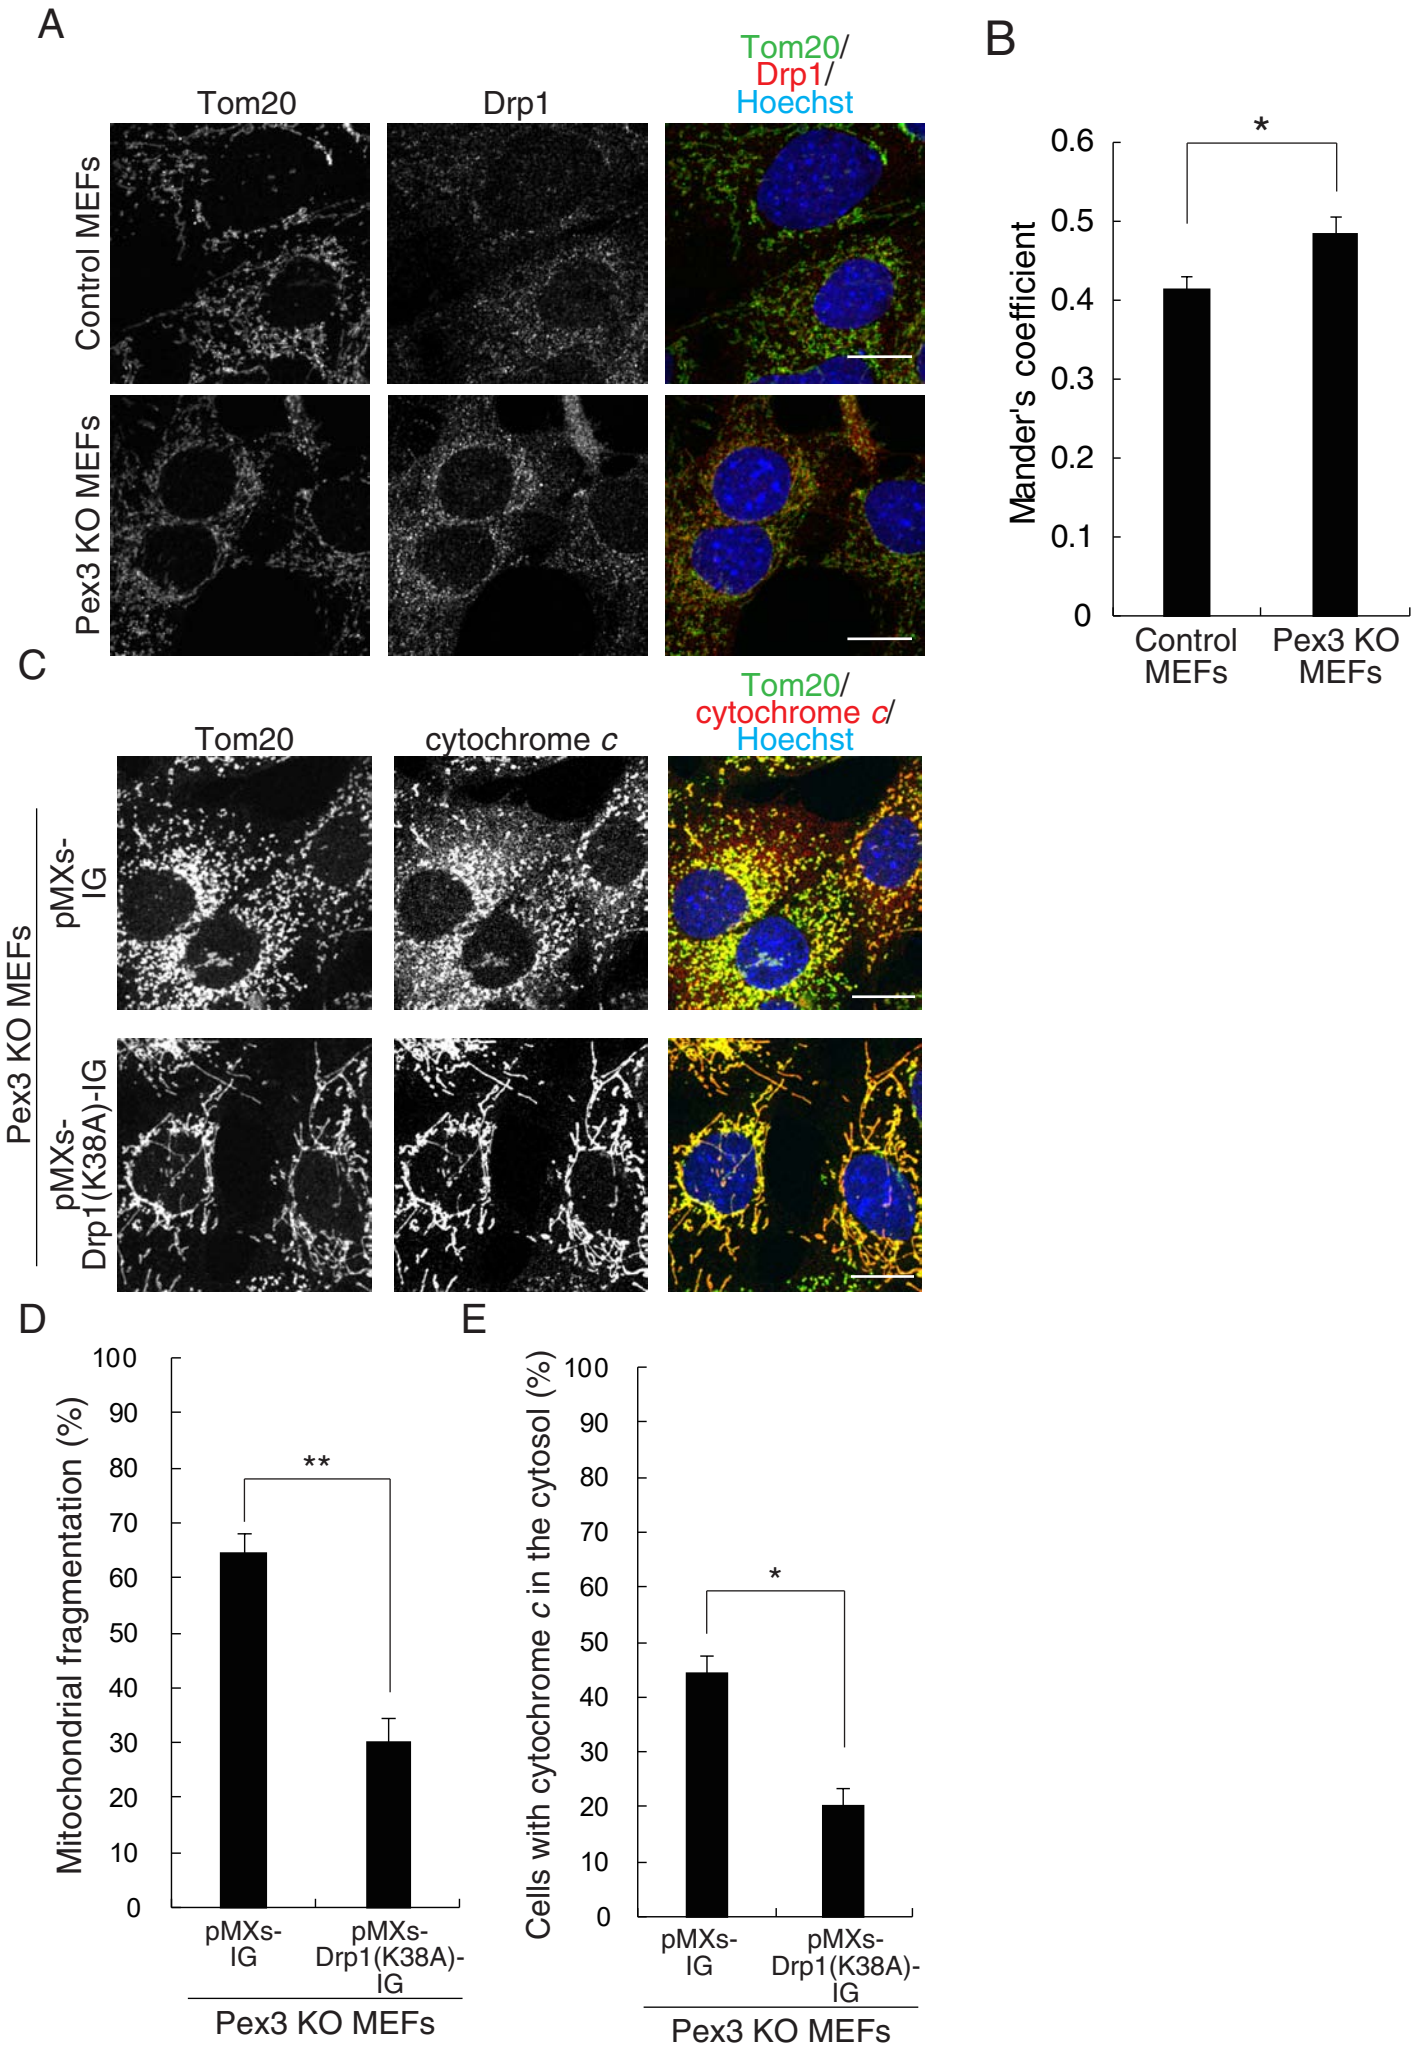 A
Tom20
Drp1
Tom20/
Drp1/
Hoechst
Control MEFs
Pex3 KO MEFs
B
Mander's coefficient
0.6
0.5
0.4
0.3
0.2
0.1
0
*
Control
MEFs
Pex3 KO
MEFs
C
Tom20
cytochrome c
Tom20/
cytochrome c/
Hoechst
Pex3 KO MEFs
pMXs-
IG
pMXs-
Drp1(K38A)-IG
D
Mitochondrial fragmentation (%)
100
90
80
70
60
50
40
30
20
10
0
**
pMXs-
IG
pMXs-
Drp1(K38A)-
IG
Pex3 KO MEFs
E
Cells with cytochrome c in the cytosol (%)
100
90
80
70
60
50
40
30
20
10
0
*
pMXs-
IG
pMXs-
Drp1(K38A)-
IG
Pex3 KO MEFs